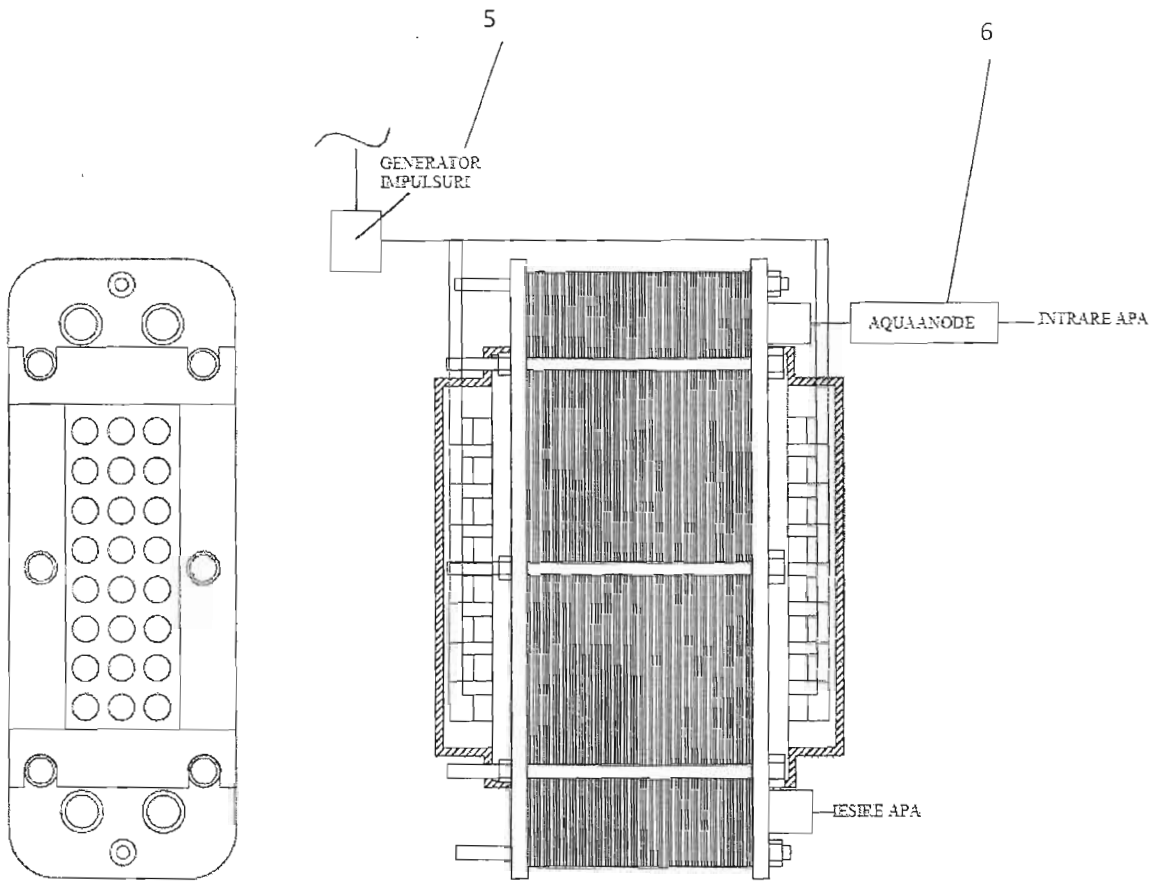 5
6
GENERATOR
IMPULSURI
AQUAANODE
INTRARE APA
IESIRE APA